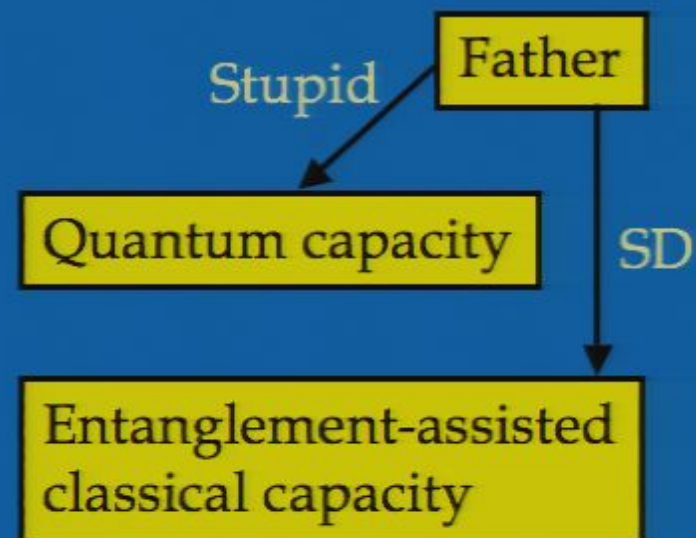 Father
Stupid
Quantum capacity
SD
Entanglement-assisted
classical capacity